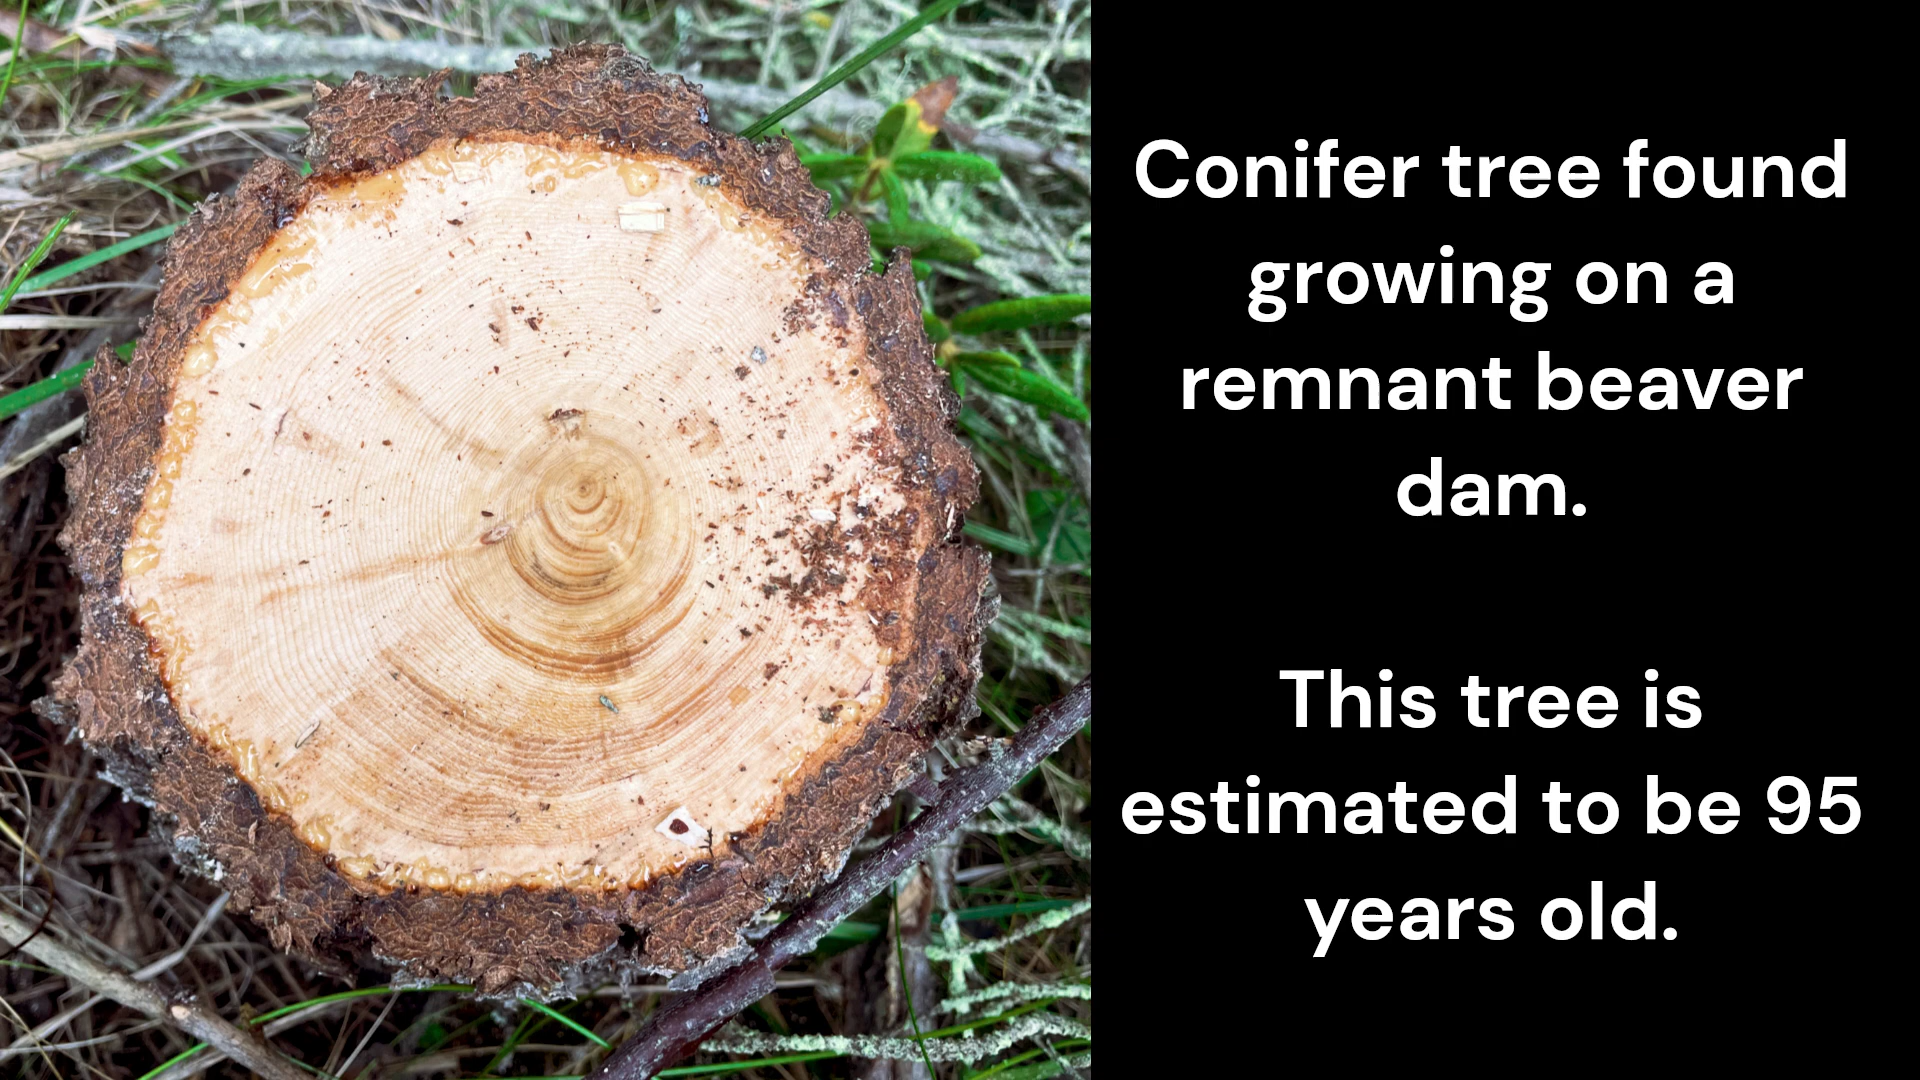 Conifer tree found
growing on a
remnant beaver
dam.
This tree is
estimated to be 95
years old.